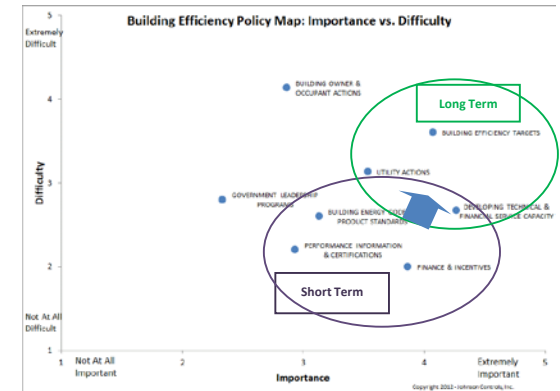 Building Efficiency Policy Map: Importance vs. Difficulty
5
Extremely
Difficult
BUILDING OWNER &
OCCUPANT ACTIONS
4
Long Term
BUILDING EFFICIENCY TARGETS
UTILITY ACTIONS
Difficulty
3
GOVERNMENT LEADERSHIP
PROGRAMS
DEVELOPING TECHNICAL &
FINANCIAL SERVICE CAPACITY
BUILDING ENERGY CODES
PRODUCT STANDARDS
PERFORMANCE INFORMATION
& CERTIFICATIONS
FINANCE & INCENTIVES
2
Short Term
Not At All
Difficult
1
Not At All
Important
Extremely
Important
1
2
3
4
5
Importance
Copyright 2012 - Johnson Controls, Inc.